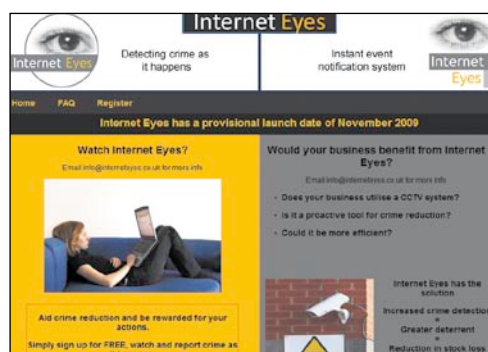 Internet Eyes
Internet Eyes
Detecting crime as
it happens
Instant event
notification system
Internet
Eyes
Home FAQ Register
Internet Eyes has a provisional launch date of November 2009
Watch Internet Eyes?
Email info@interneteyes.co.uk for more info
Aid crime reduction and be rewarded for your
actions.
Simply sign up for FREE, watch and report crime as
Would your business benefit from Internet
Eyes?
Email info@interneteyes.co.uk for more info
· Does your business utilise a CCTV system?
· Is it a proactive tool for crime reduction?
· Could it be more efficient?
Internet Eyes has the
solution
Increased crime detection
=
Greater deterrent
=
Reduction in stock loss